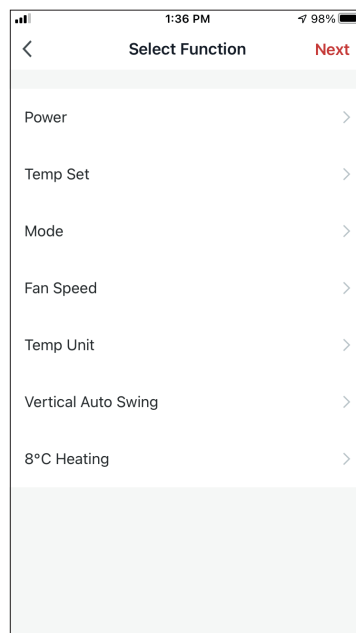 1:36 PM 98%
Select Function Next
Power
Temp Set
Mode
Fan Speed
Temp Unit
Vertical Auto Swing
8°C Heating